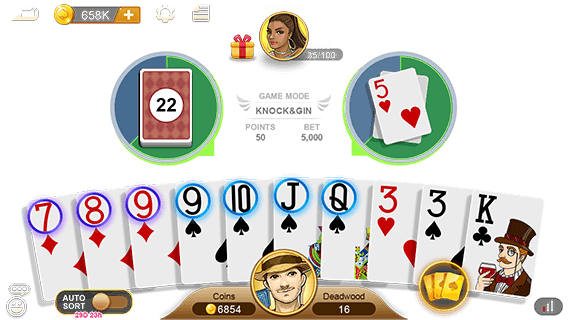 658K
+
35/100
22
5
GAME MODE
KNOCK&GIN
POINTS
50
BET
5,000
7
8
9
9
10
J
Q
3
3
K
AUTO
SORT
Coins
6854
Deadwood
16